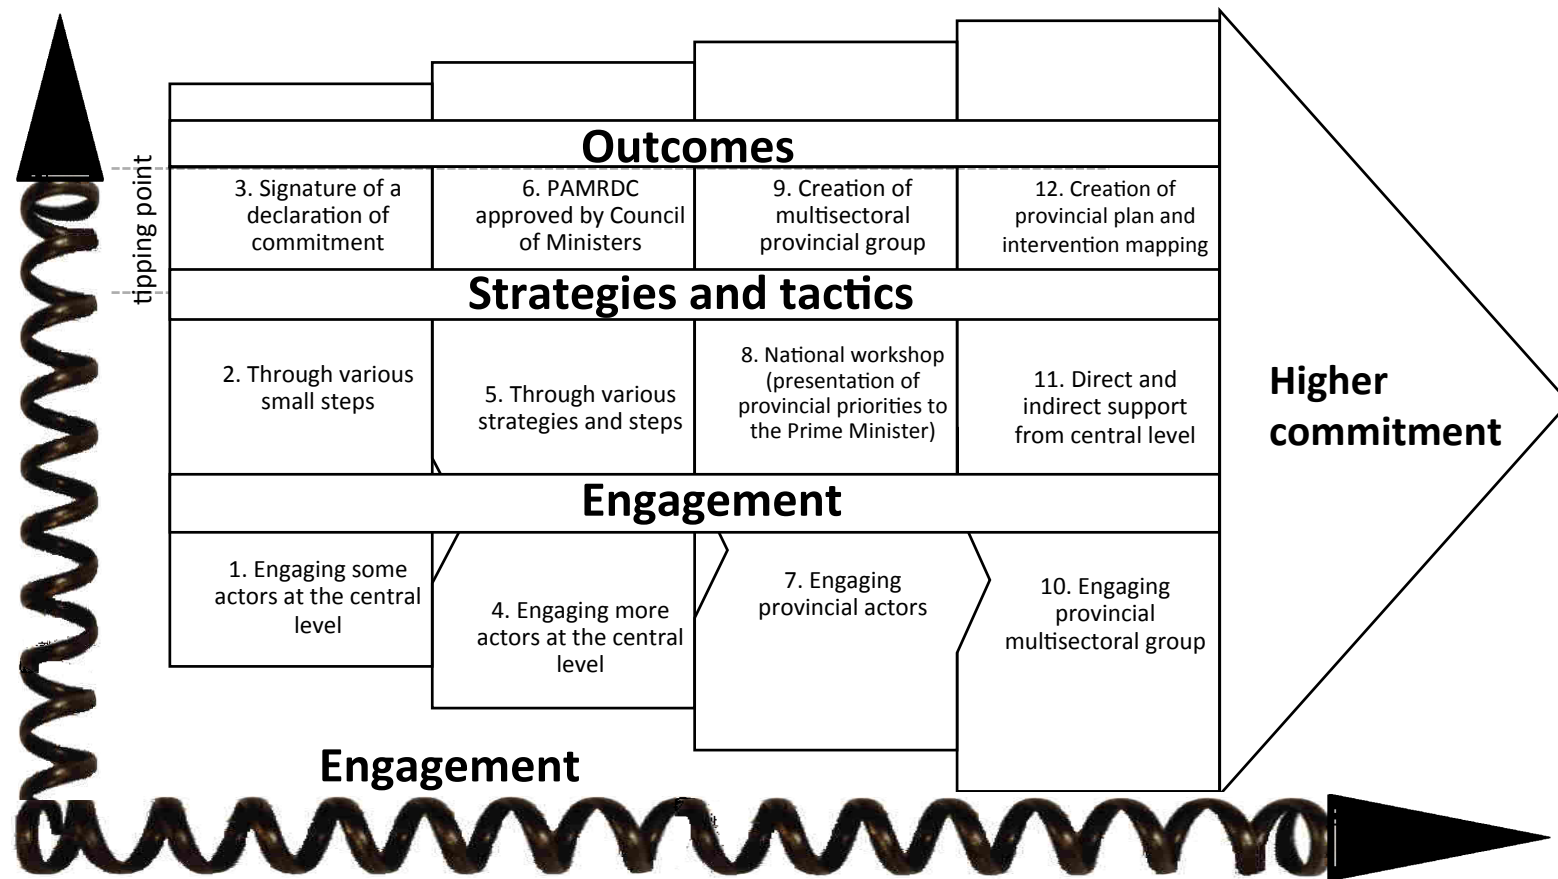 Outcomes
tipping point
3. Signature of a
declaration of
commitment
6. PAMRDC
approved by Council
of Ministers
9. Creation of
multisectoral
provincial group
12. Creation of
provincial plan and
intervention mapping
Strategies and tactics
2. Through various
small steps
5. Through various
strategies and steps
8. National workshop
(presentation of
provincial priorities to
the Prime Minister)
11. Direct and
indirect support
from central level
Higher
commitment
Engagement
1. Engaging some
actors at the central
level
4. Engaging more
actors at the central
level
7. Engaging
provincial actors
10. Engaging
provincial
multisectoral group
Engagement